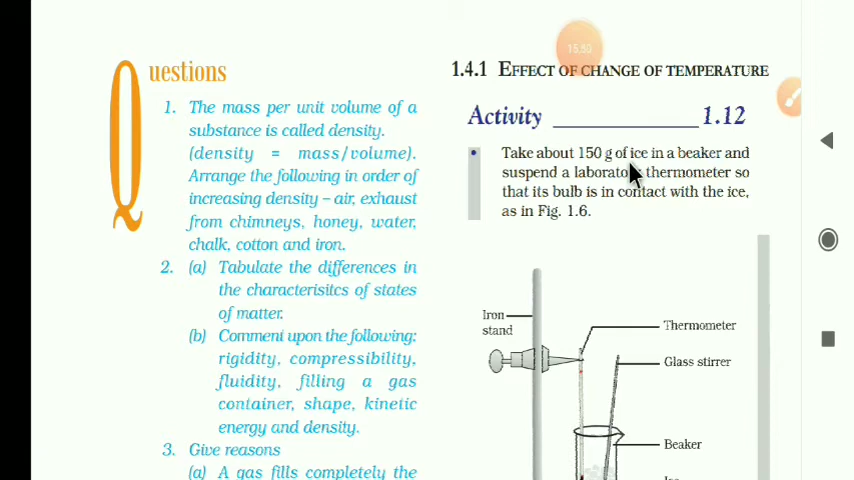 Questions
1. The mass per unit volume of a
substance is called density.
(density = mass/volume).
Arrange the following in order of
increasing density – air, exhaust
from chimneys, honey, water,
chalk, cotton and iron.
2. (a) Tabulate the differences in
the characterisitcs of states
of matter.
(b) Comment upon the following:
rigidity, compressibility,
fluidity, filling a gas
container, shape, kinetic
energy and density.
3. Give reasons
(a) A gas fills completely the
15:50
1.4.1 EFFECT OF CHANGE OF TEMPERATURE
Activity ______________ 1.12
• Take about 150 g of ice in a beaker and
suspend a laboratory thermometer so
that its bulb is in contact with the ice,
as in Fig. 1.6.
Iron
stand
Thermometer
Glass stirrer
Beaker